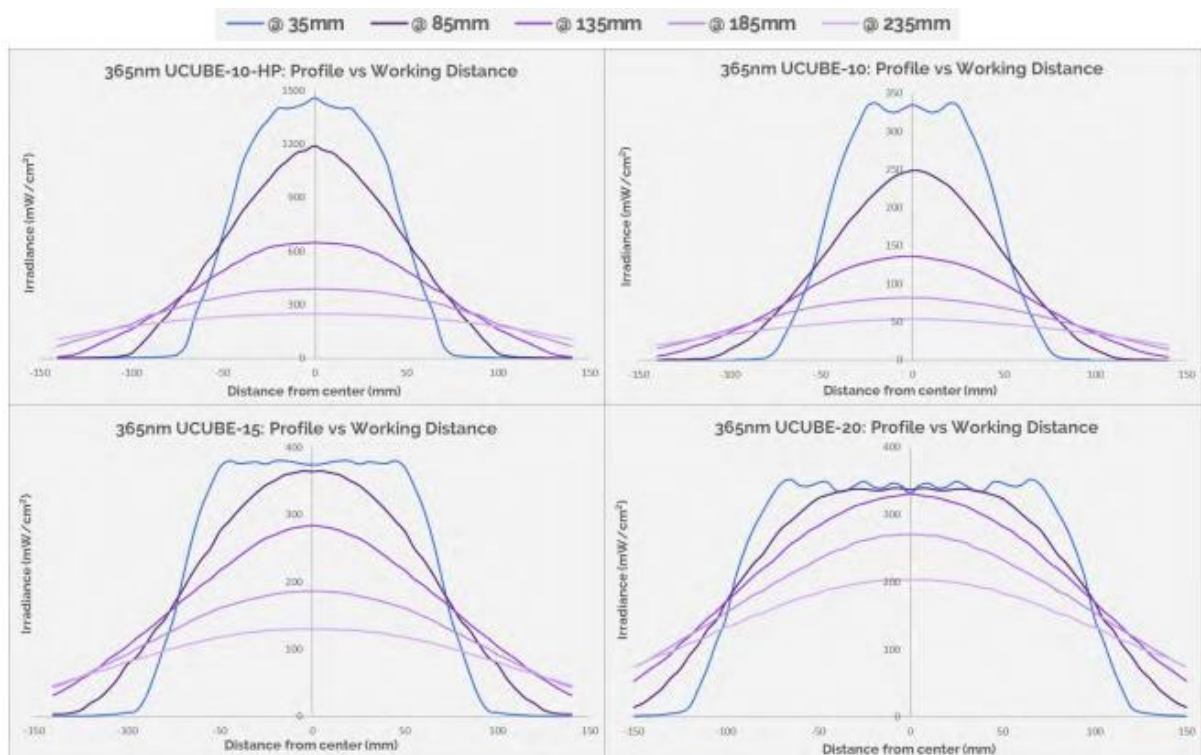 @ 35mm @ 85mm @ 135mm @ 185mm @ 235mm
365nm UCUBE-10-HP: Profile vs Working Distance
Irradiance (mW/cm²)
1500
1200
900
600
300
0
-150 -100 -50 0 50 100 150
Distance from center (mm)
365nm UCUBE-10: Profile vs Working Distance
Irradiance (mW/cm²)
350
300
250
200
150
100
50
0
-150 -100 -50 0 50 100 150
Distance from center (mm)
365nm UCUBE-15: Profile vs Working Distance
Irradiance (mW/cm²)
400
300
200
100
0
-150 -100 -50 0 50 100 150
Distance from center (mm)
365nm UCUBE-20: Profile vs Working Distance
Irradiance (mW/cm²)
400
300
200
100
0
-150 -100 -50 0 50 100 150
Distance from center (mm)